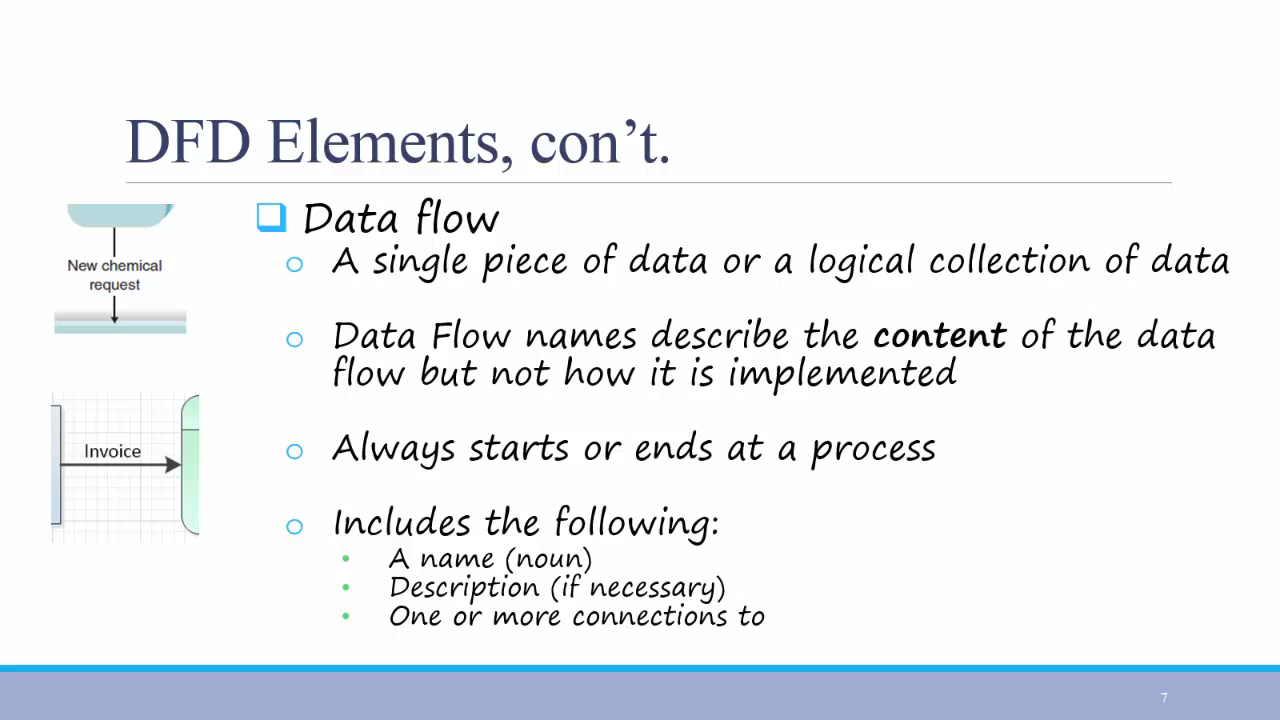 DFD Elements, con’t.
Data flow
A single piece of data or a logical collection of data
Data Flow names describe the content of the data
flow but not how it is implemented
Always starts or ends at a process
Includes the following:
A name (noun)
Description (if necessary)
One or more connections to
New chemical
request
Invoice
7